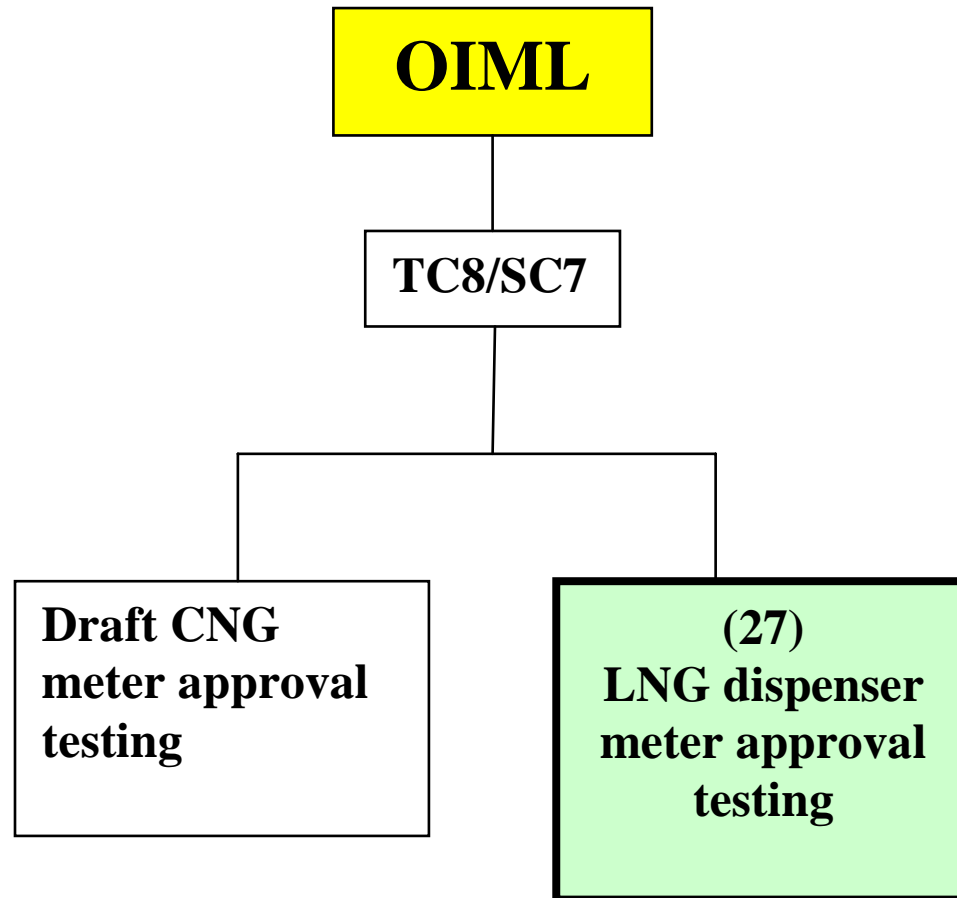 OIML
TC8/SC7
Draft CNG
meter approval
testing
(27)
LNG dispenser
meter approval
testing